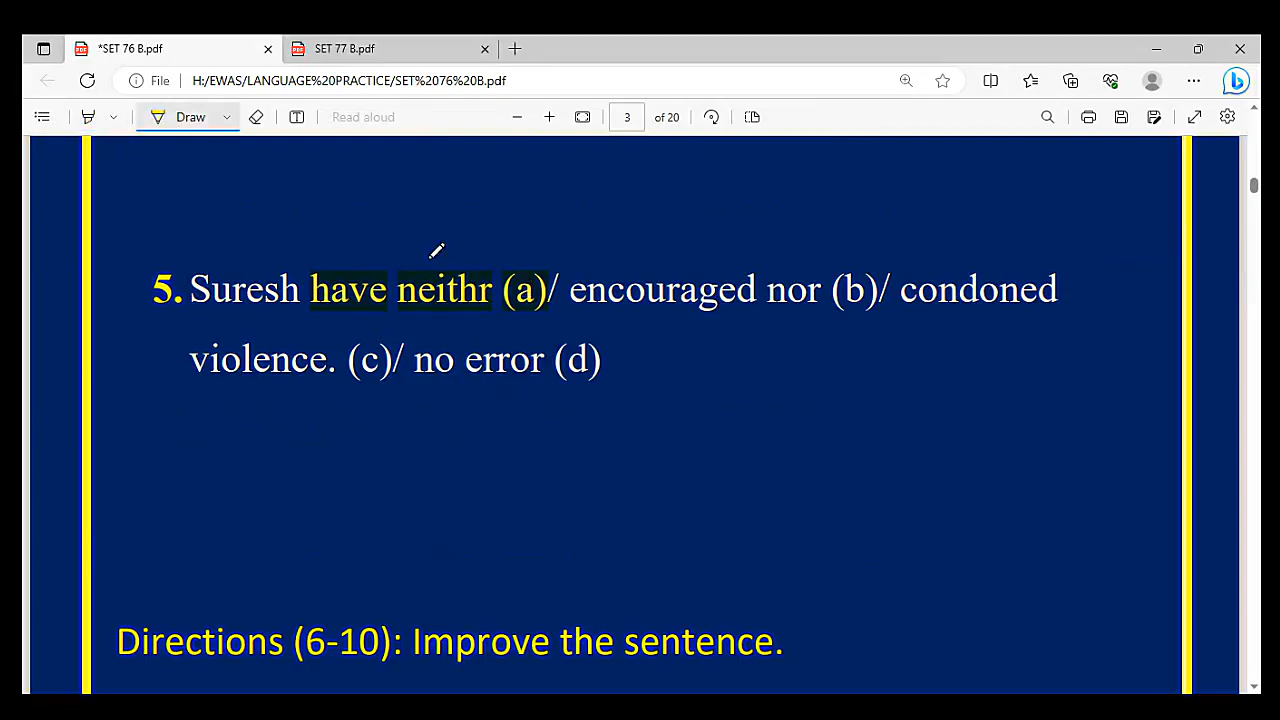 *SET 76 B.pdf
SET 77 B.pdf
File H:/EWAS/LANGUAGE%20PRACTICE/SET%2076%20B.pdf
Draw Read aloud 3 of 20
5. Suresh have neithr (a)/ encouraged nor (b)/ condoned
violence. (c)/ no error (d)
Directions (6-10): Improve the sentence.